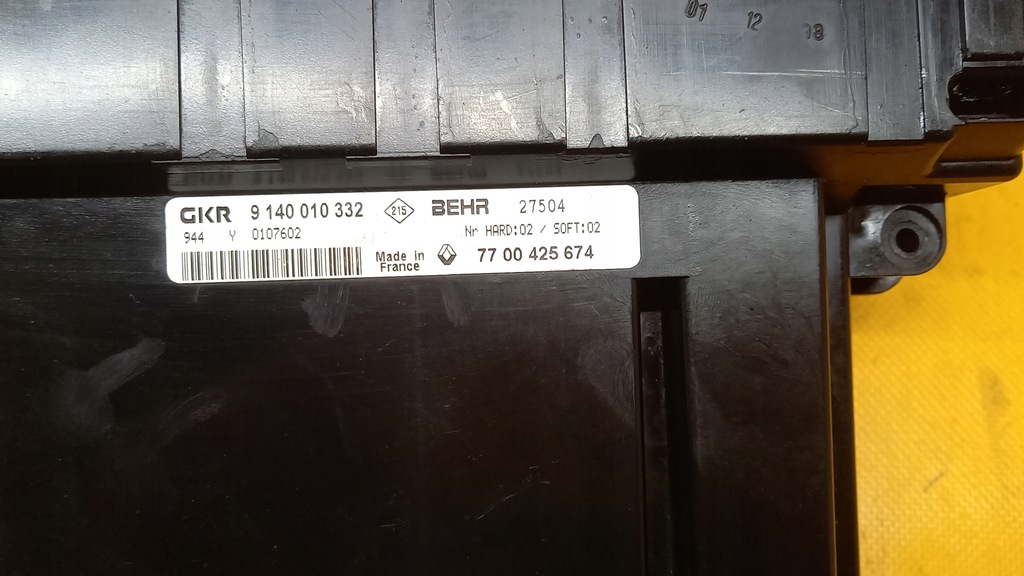 07 12 18
GKR 9 140 010 332 215 BEHR 27504
944 Y 0107602 Nr HARD:02 / SOFT:02
Made in France 77 00 425 674